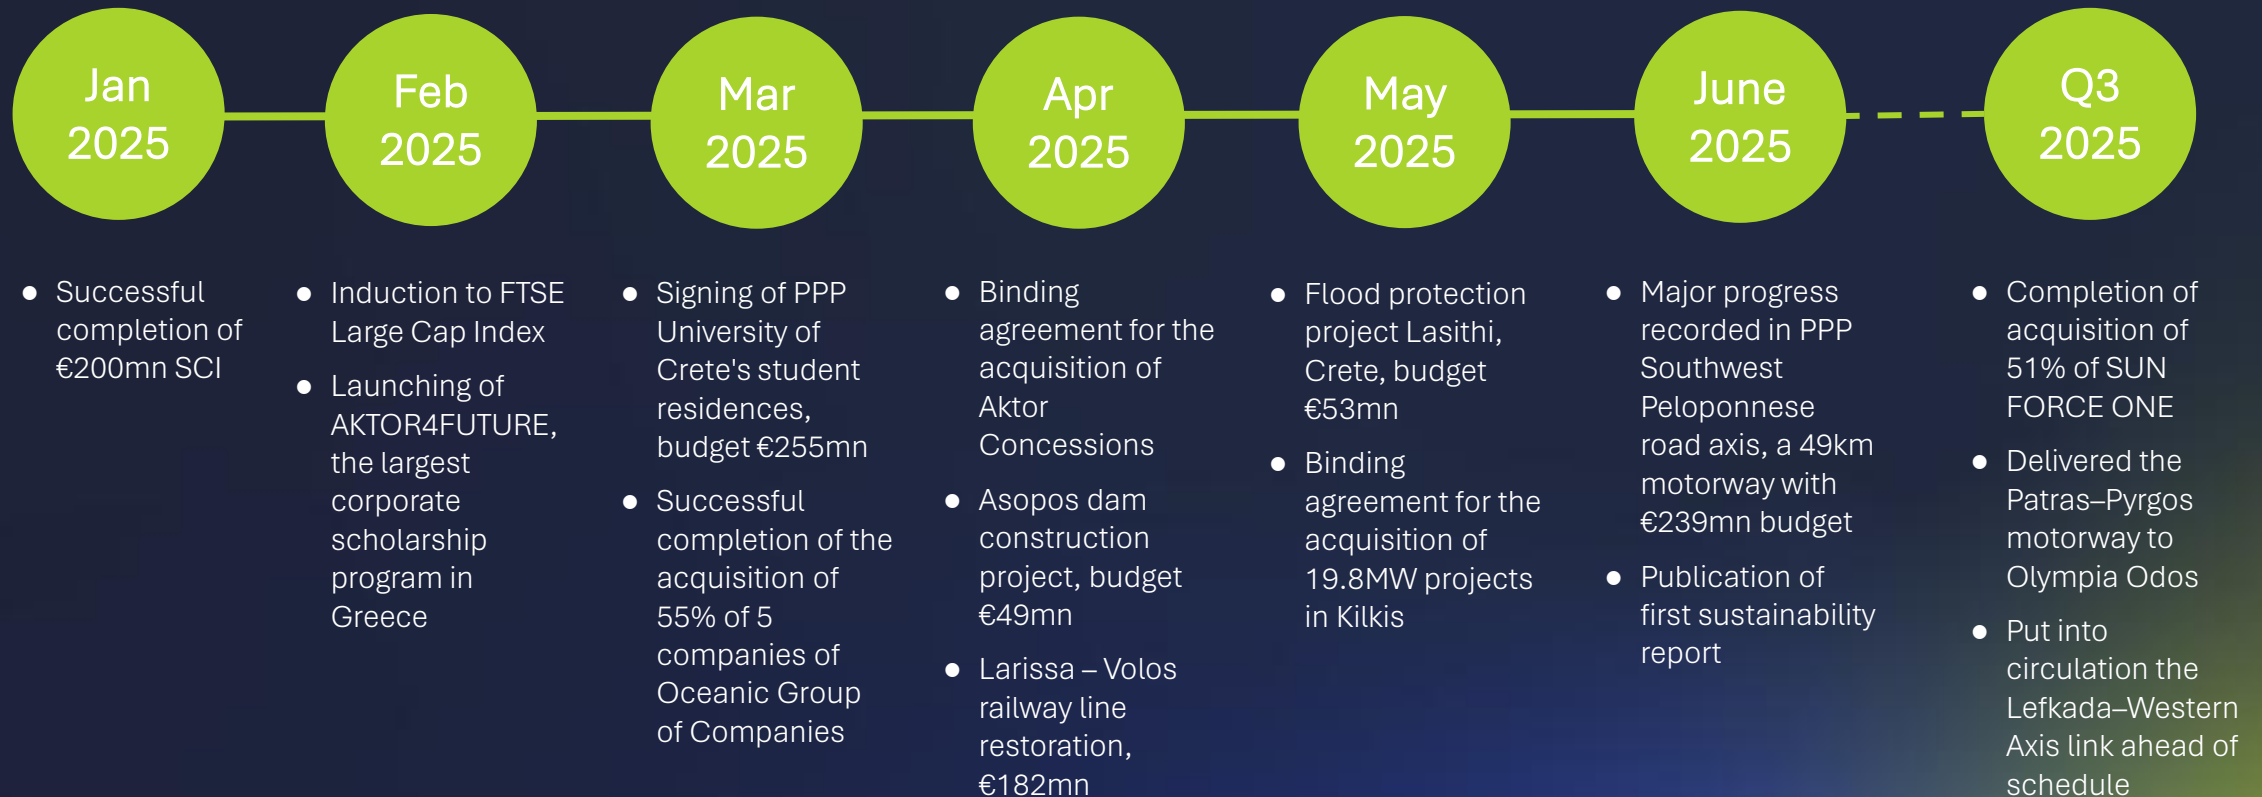 Jan
2025
Feb
2025
Mar
2025
Apr
2025
May
2025
June
2025
Q3
2025
● Successful
completion of
€200mn SCI
● Induction to FTSE
Large Cap Index
● Launching of
AKTOR4FUTURE,
the largest
corporate
scholarship
program in
Greece
● Signing of PPP
University of
Crete's student
residences,
budget €255mn
● Successful
completion of the
acquisition of
55% of 5
companies of
Oceanic Group
of Companies
● Binding
agreement for the
acquisition of
Aktor
Concessions
● Asopos dam
construction
project, budget
€49mn
● Larissa – Volos
railway line
restoration,
€182mn
● Flood protection
project Lasithi,
Crete, budget
€53mn
● Binding
agreement for the
acquisition of
19.8MW projects
in Kilkis
● Major progress
recorded in PPP
Southwest
Peloponnese
road axis, a 49km
motorway with
€239mn budget
● Publication of
first sustainability
report
● Completion of
acquisition of
51% of SUN
FORCE ONE
● Delivered the
Patras–Pyrgos
motorway to
Olympia Odos
● Put into
circulation the
Lefkada–Western
Axis link ahead of
schedule